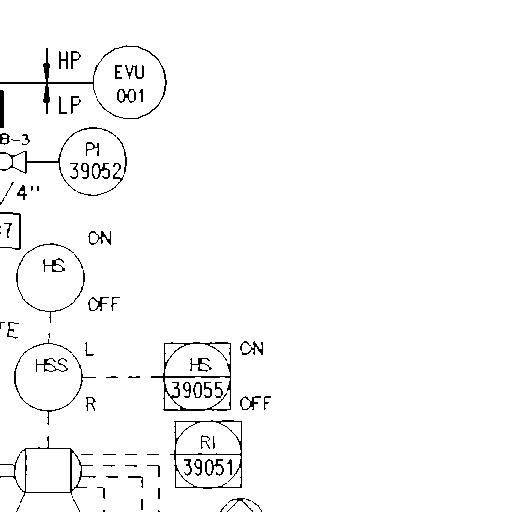 HP
EVU
001
LP
B-3
PI
39052
4"
7
ON
HS
OFF
TE
L
HSS
R
ON
HS
39055
OFF
RI
39051